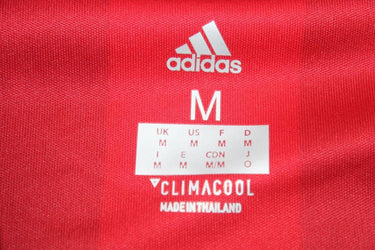 adidas
M
UK US F D
M M M M
I E CDN J
M M M/M O
CLIMACOOL
MADE IN THAILAND